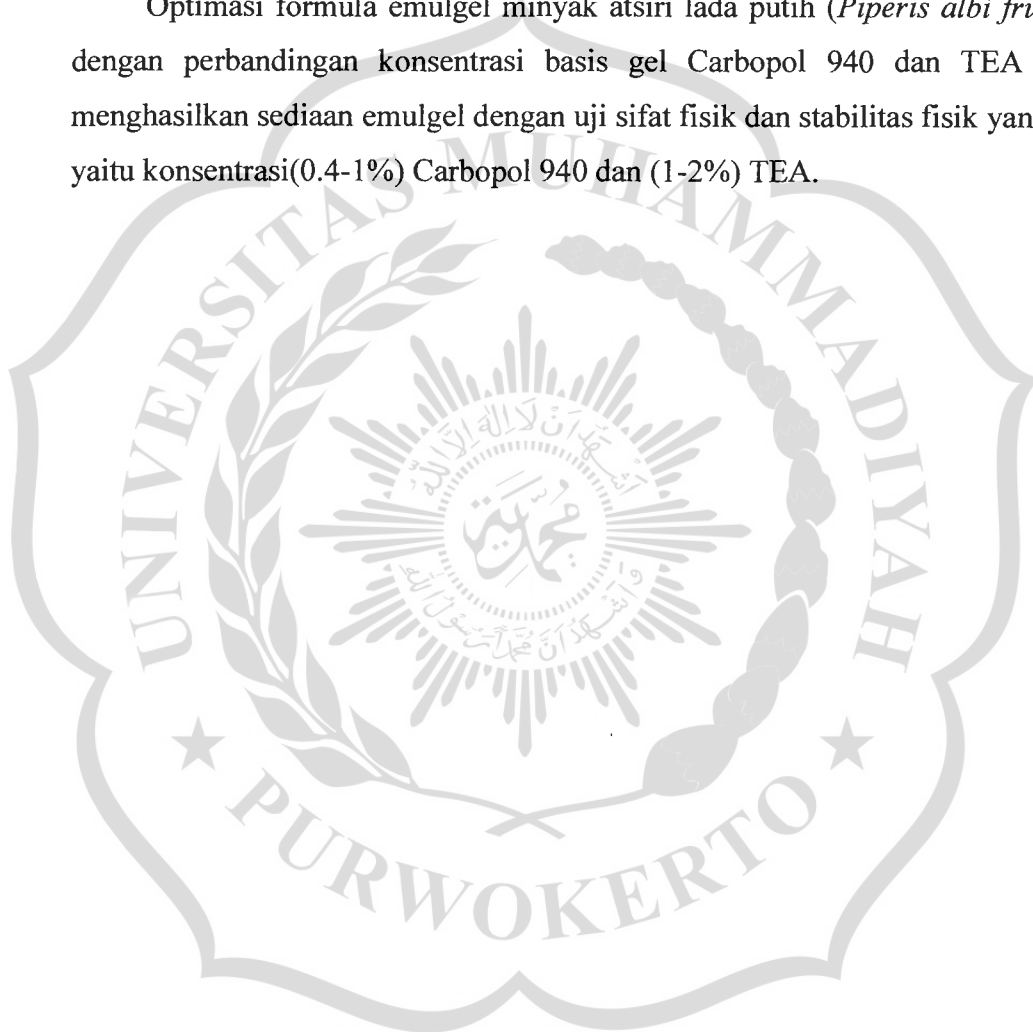 Optimasi formula emulgel minyak atsiri lada putih (Piperis albi
dengan perbandingan konsentrasi basis gel Carbopol 940 dan TEA
menghasilkan sediaan emulgel dengan uji sifat fisik dan stabilitas fisik
yaitu konsentrasi(0.4-1%) Carbopol 940 dan (1-2%) TEA.
UNIVERSITAS MUHAMMADIYAH
PURWOKERTO